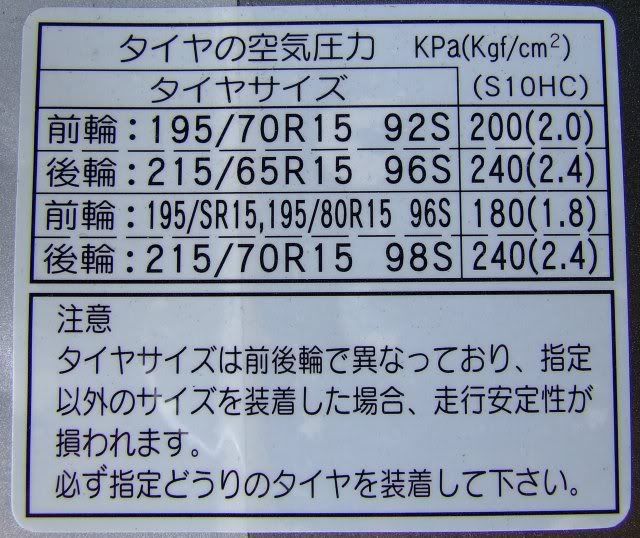 タイヤの空気圧力 KPa(Kgf/cm²)
タイヤサイズ (S10HC)
前輪：195/70R15 92S 200(2.0)
後輪：215/65R15 96S 240(2.4)
前輪：195/SR15,195/80R15 96S 180(1.8)
後輪：215/70R15 98S 240(2.4)
注意
タイヤサイズは前後輪で異なっており、指定
以外のサイズを装着した場合、走行安定性が
損われます。
必ず指定どうりのタイヤを装着して下さい。